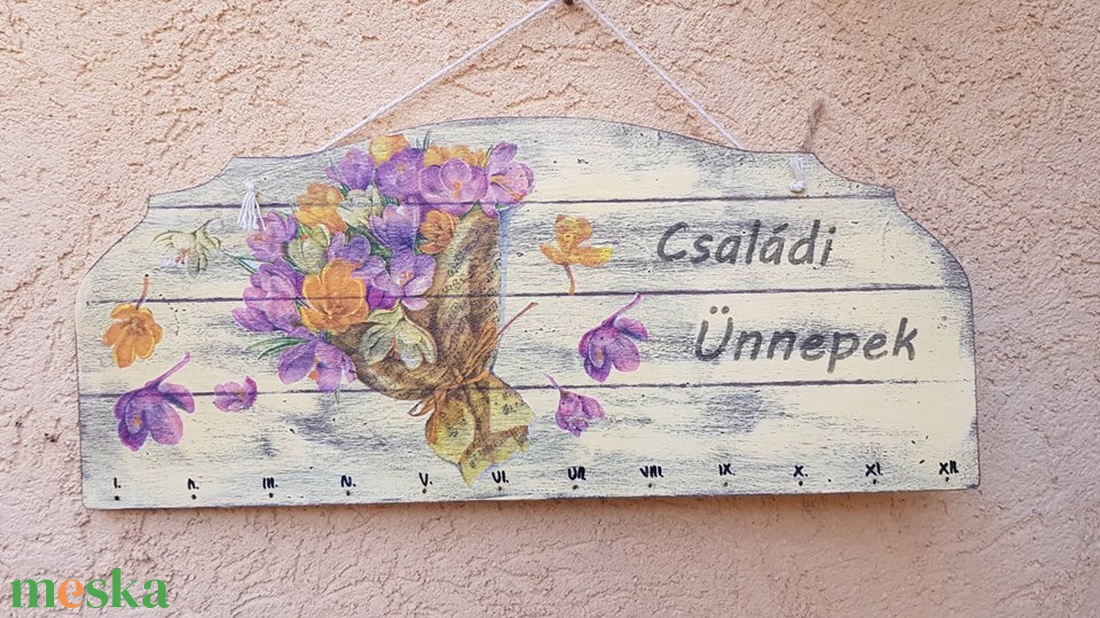 Családi
Ünnepek
I. II. III. IV. V. VI. VII. VIII. IX. X. XI. XII.
meska